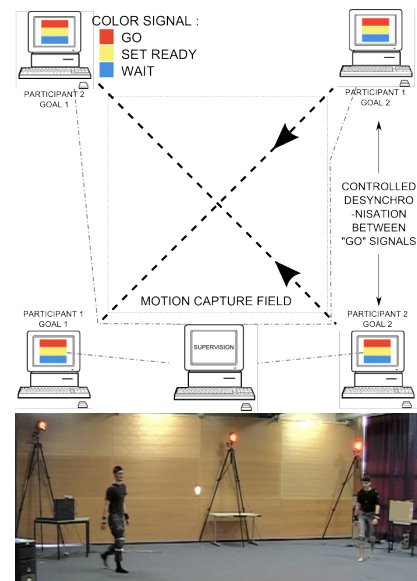 COLOR SIGNAL :
GO
SET READY
WAIT
PARTICIPANT 2
GOAL 1
PARTICIPANT 1
GOAL 2
CONTROLLED
DESYNCHRO
-NISATION
BETWEEN
"GO" SIGNALS
MOTION CAPTURE FIELD
PARTICIPANT 1
GOAL 1
SUPERVISION
PARTICIPANT 2
GOAL 2